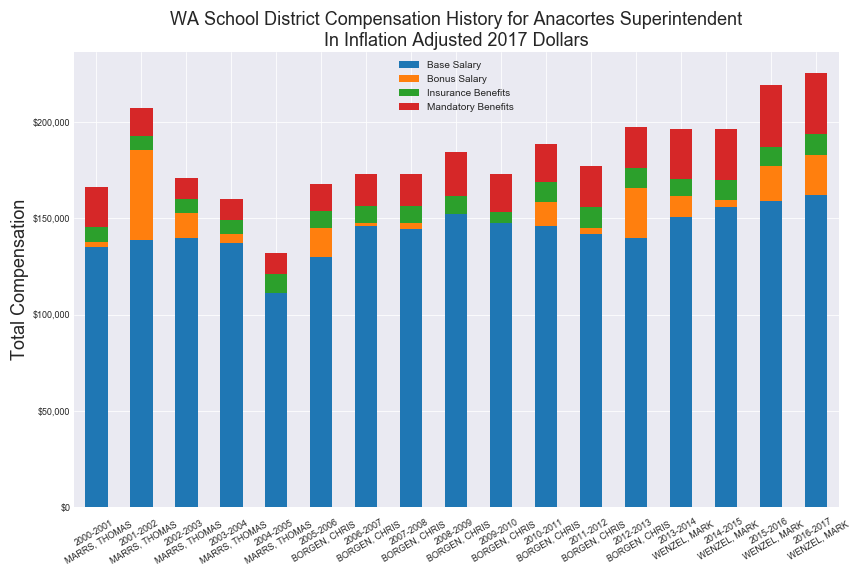 WA School District Compensation History for Anacortes Superintendent
In Inflation Adjusted 2017 Dollars
Base Salary
Bonus Salary
Insurance Benefits
Mandatory Benefits
Total Compensation
$200,000
$150,000
$100,000
$50,000
$0
2000-2001
MARRS, THOMAS
2001-2002
MARRS, THOMAS
2002-2003
MARRS, THOMAS
2003-2004
MARRS, THOMAS
2004-2005
MARRS, THOMAS
2005-2006
BORGEN, CHRIS
2006-2007
BORGEN, CHRIS
2007-2008
BORGEN, CHRIS
2008-2009
BORGEN, CHRIS
2009-2010
BORGEN, CHRIS
2010-2011
BORGEN, CHRIS
2011-2012
BORGEN, CHRIS
2012-2013
BORGEN, CHRIS
2013-2014
WENZEL, MARK
2014-2015
WENZEL, MARK
2015-2016
WENZEL, MARK
2016-2017
WENZEL, MARK